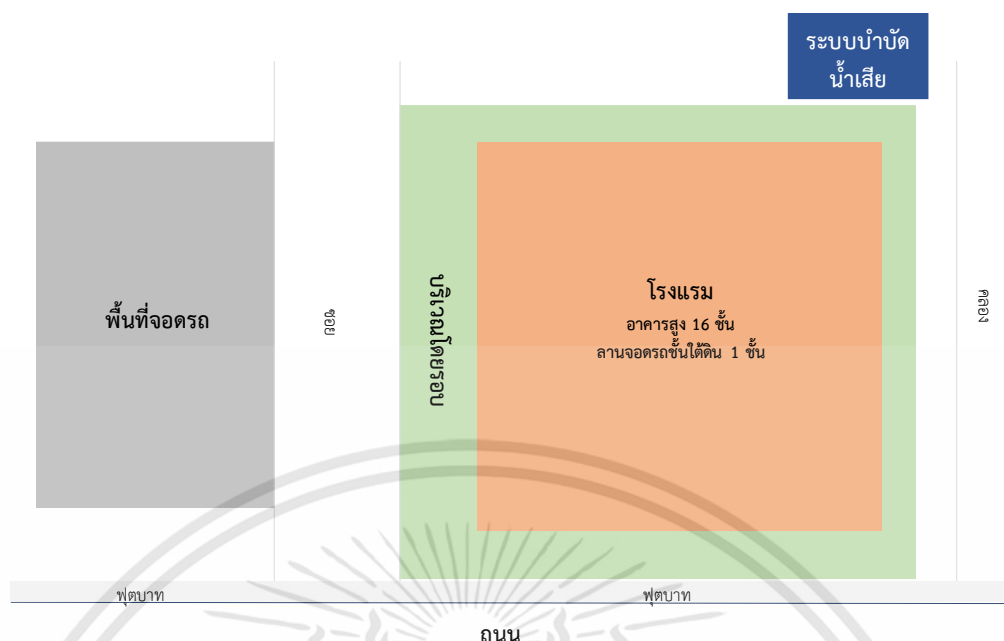 ระบบบำบัด
น้ำเสีย
พื้นที่จอดรถ
ซอย
บริเวณโดยรอบ
โรงแรม
อาคารสูง 16 ชั้น
ลานจอดรถชั้นใต้ดิน 1 ชั้น
คลอง
ฟุตบาท
ฟุตบาท
ถนน